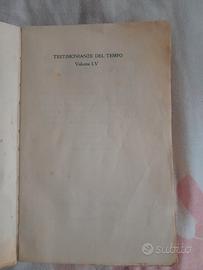 TESTIMONIANZE DEL TEMPO
Volume LV
subito